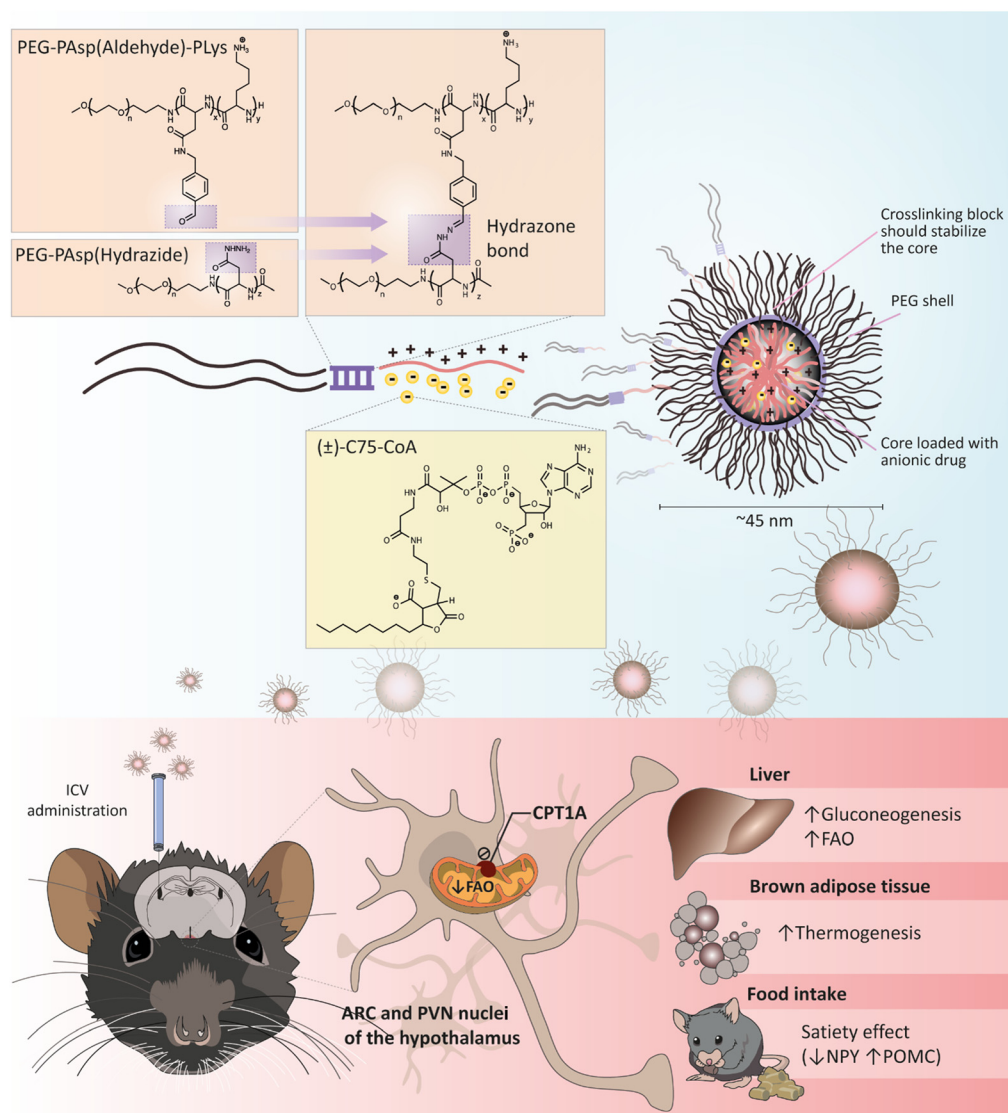 PEG-PAsp(Aldehyde)-PLys
PEG-PAsp(Hydrazide)
Hydrazone
bond
Crosslinking block
should stabilize
the core
PEG shell
Core loaded with
anionic drug
~45 nm
(±)-C75-CoA
ICV
administration
CPT1A
↓FAO
ARC and PVN nuclei
of the hypothalamus
Liver
↑Gluconeogenesis
↑FAO
Brown adipose tissue
↑Thermogenesis
Food intake
Satiety effect
(↓NPY ↑POMC)